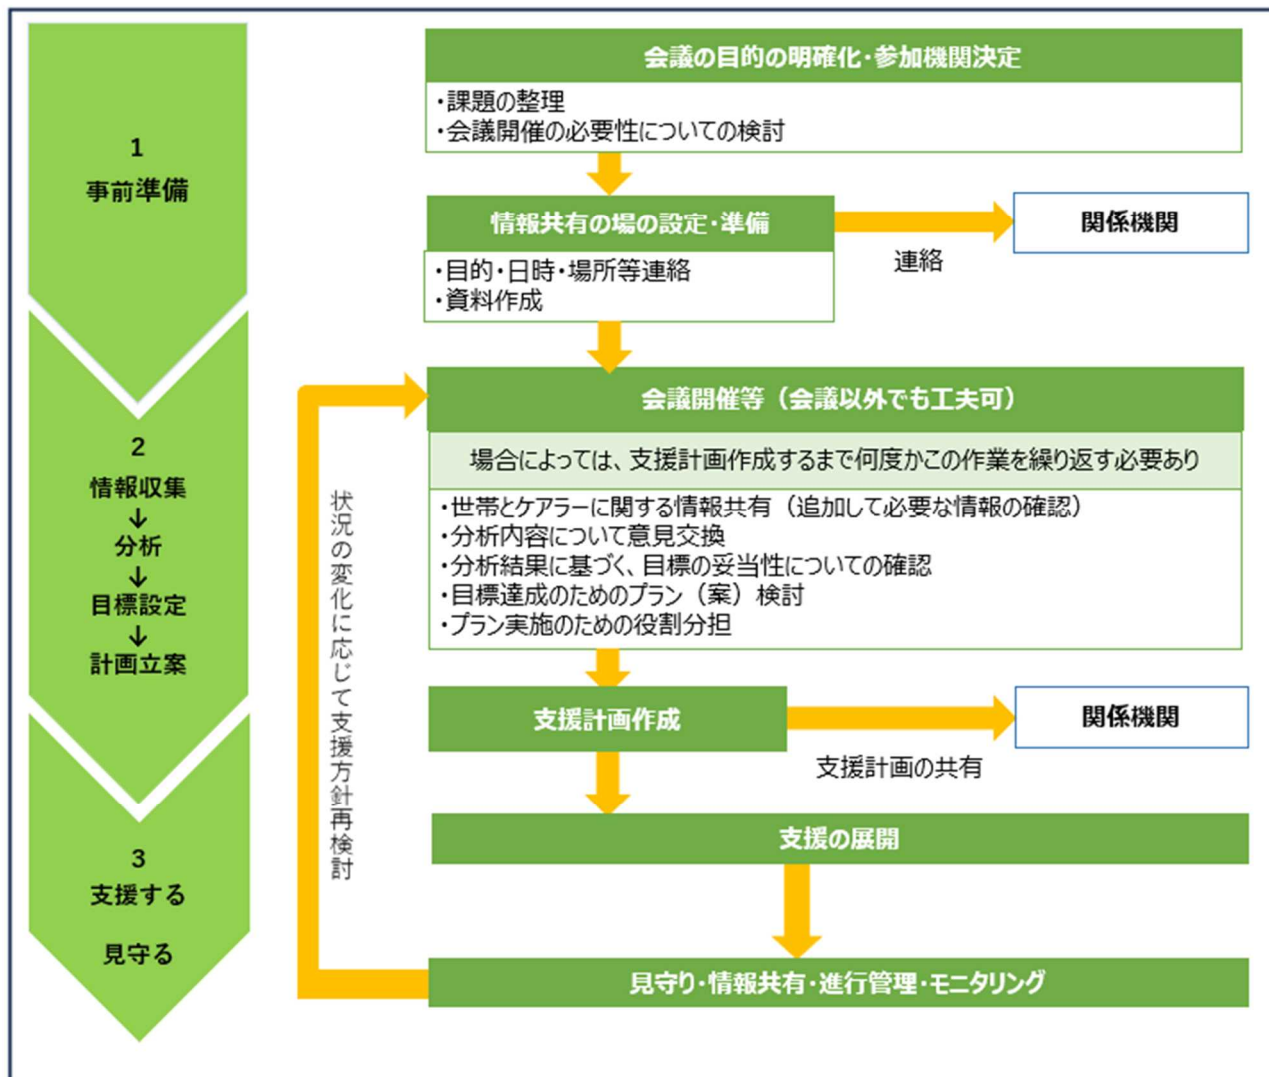 1
事前準備
2
情報収集
↓
分析
↓
目標設定
↓
計画立案
3
支援する
見守る
会議の目的の明確化・参加機関決定
・課題の整理
・会議開催の必要性についての検討
情報共有の場の設定・準備
・目的・日時・場所等連絡
・資料作成
連絡
関係機関
会議開催等（会議以外でも工夫可）
場合によっては、支援計画作成するまで何度かこの作業を繰り返す必要あり
・世帯とケアラーに関する情報共有（追加して必要な情報の確認）
・分析内容について意見交換
・分析結果に基づく、目標の妥当性についての確認
・目標達成のためのプラン（案）検討
・プラン実施のための役割分担
支援計画作成
支援計画の共有
関係機関
支援の展開
見守り・情報共有・進行管理・モニタリング
状況の変化に応じて支援方針再検討